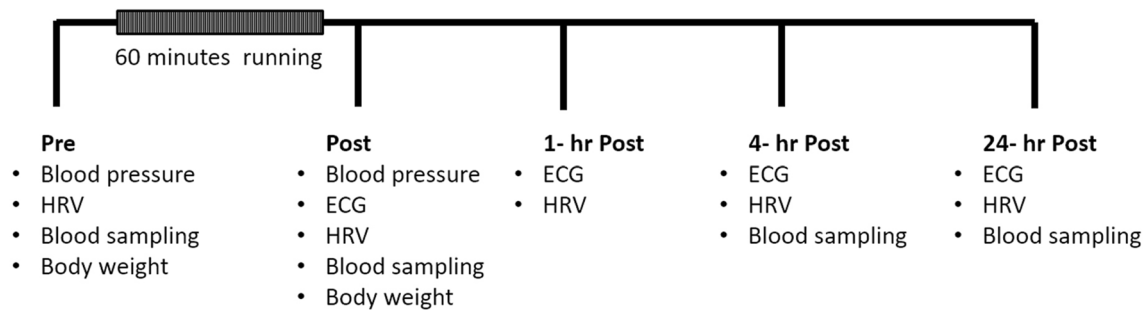 60 minutes  running
Pre
• Blood pressure
• HRV
• Blood sampling
• Body weight
Post
• Blood pressure
• ECG
• HRV
• Blood sampling
• Body weight
1- hr Post
• ECG
• HRV
4- hr Post
• ECG
• HRV
• Blood sampling
24- hr Post
• ECG
• HRV
• Blood sampling